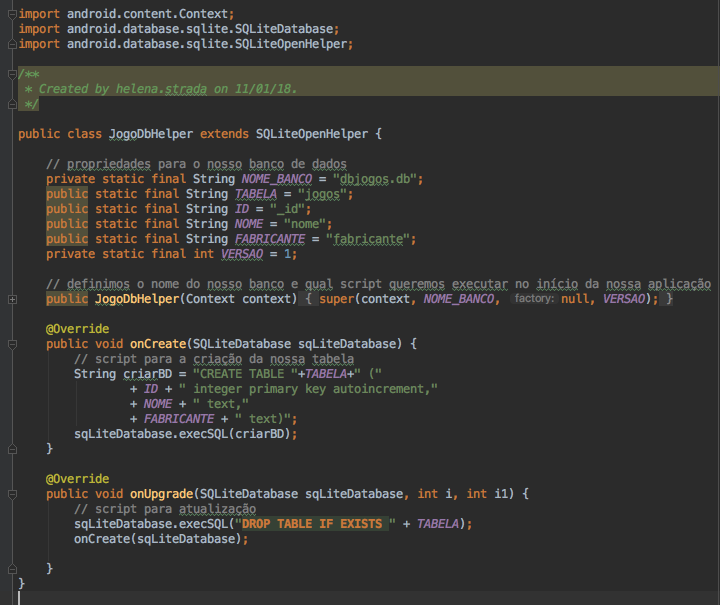 import android.content.Context;
import android.database.sqlite.SQLiteDatabase;
import android.database.sqlite.SQLiteOpenHelper;
/**
 * Created by helena.strada on 11/01/18.
 */
public class JogoDbHelper extends SQLiteOpenHelper {
    // propriedades para o nosso banco de dados
    private static final String NOME_BANCO = "dbjogos.db";
    public static final String TABELA = "jogos";
    public static final String ID = "_id";
    public static final String NOME = "nome";
    public static final String FABRICANTE = "fabricante";
    private static final int VERSAO = 1;
    // definimos o nome do nosso banco e qual script queremos executar no início da nossa aplicação
    public JogoDbHelper(Context context) { super(context, NOME_BANCO, factory: null, VERSAO); }
    @Override
    public void onCreate(SQLiteDatabase sqLiteDatabase) {
        // script para a criação da nossa tabela
        String criarBD = "CREATE TABLE "+TABELA+" ("
                + ID + " integer primary key autoincrement,"
                + NOME + " text,"
                + FABRICANTE + " text)";
        sqLiteDatabase.execSQL(criarBD);
    }
    @Override
    public void onUpgrade(SQLiteDatabase sqLiteDatabase, int i, int i1) {
        // script para atualização
        sqLiteDatabase.execSQL("DROP TABLE IF EXISTS " + TABELA);
        onCreate(sqLiteDatabase);
    }
}